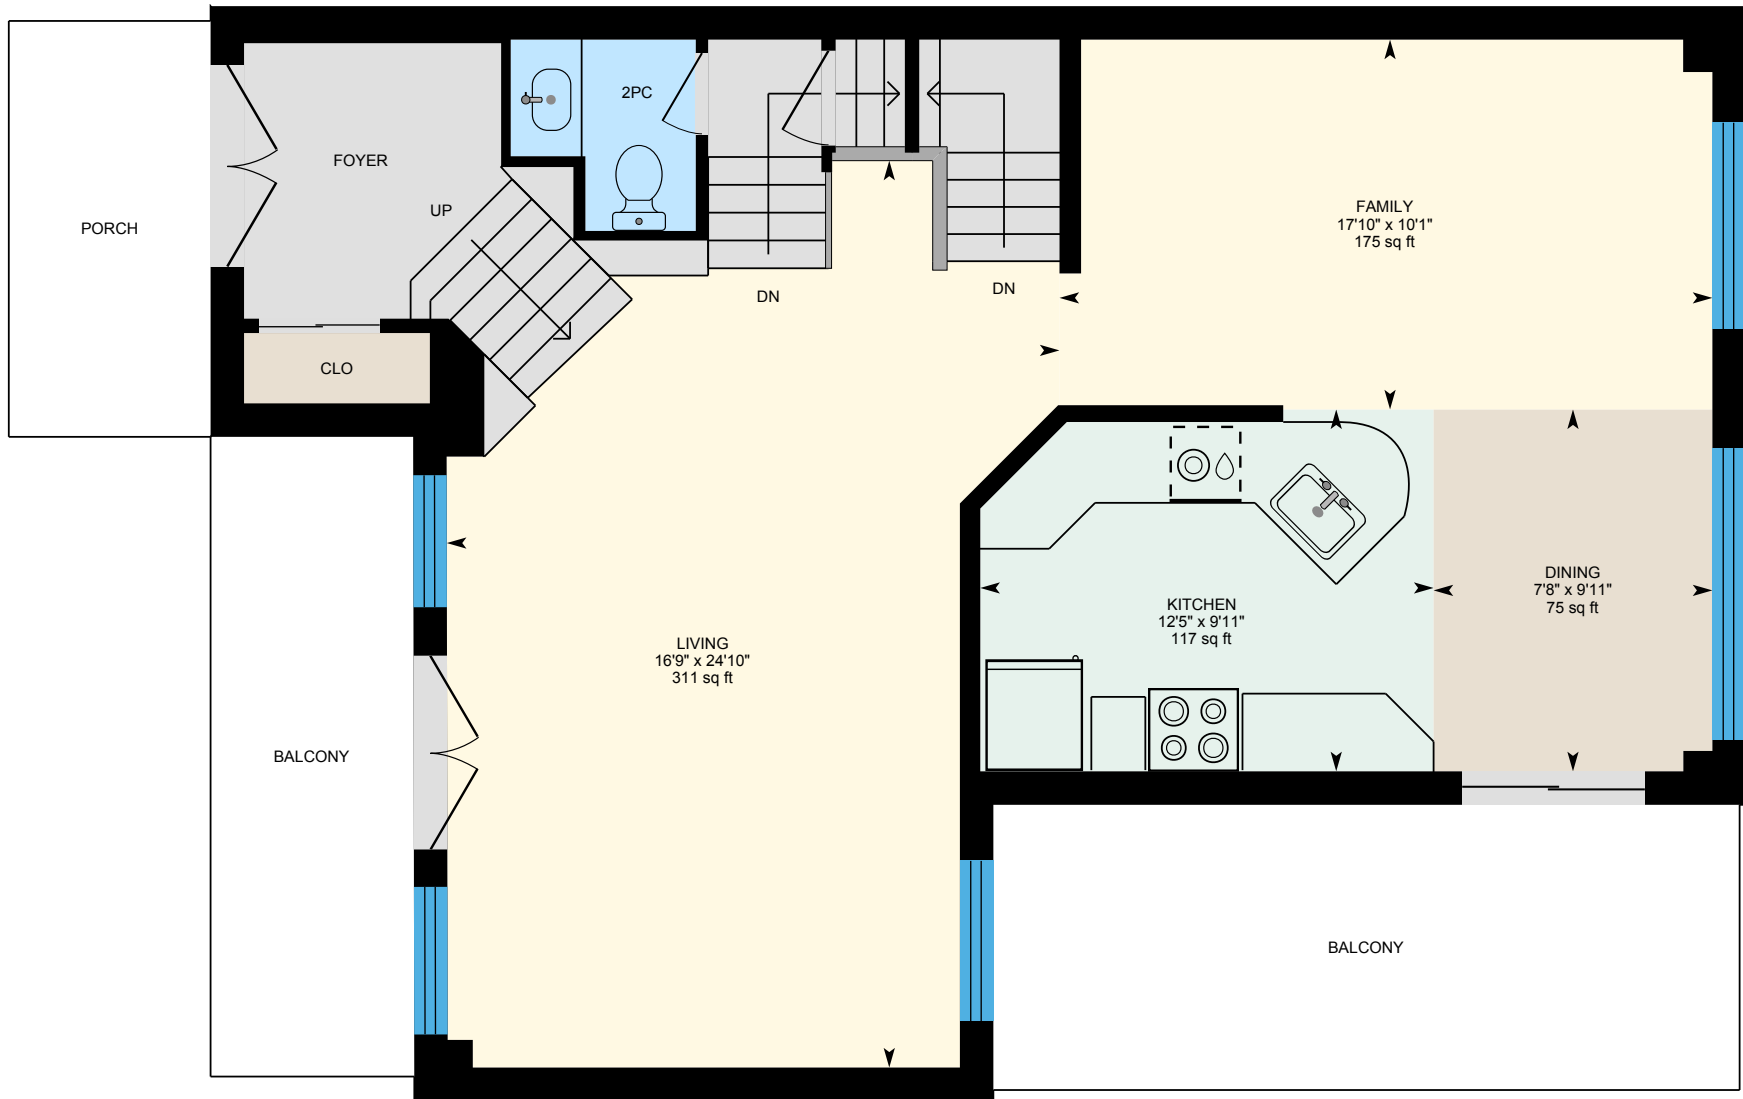 2PC
FOYER
UP
PORCH
FAMILY
17'10" x 10'1"
175 sq ft
DN
DN
CLO
DINING
7'8" x 9'11"
75 sq ft
KITCHEN
12'5" x 9'11"
117 sq ft
LIVING
16'9" x 24'10"
311 sq ft
BALCONY
BALCONY